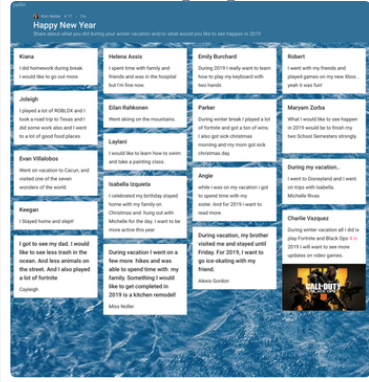 padlet
Happy New Year
Share about what you did during your winter vacation and/or what would you like to see happen in 2019
Kiana
I did homework during break.
I would like to go out more.
Joleigh
I played a lot of ROBLOX and I
took a road trip to Texas and I
did some work also and I went
to a lot of good food places
Evan Villalobos
Went on vacation to Cacun, and
visited one of the seven
wonders of the world.
Keegan
I Stayed home and slept!
I got to see my dad. I would
like to see less trash in the
ocean. And less animals on
the street. And I also played
a lot of fortnite
Cayleigh
Helena Assis
I spent time with family and
friends and was in the hospital
but I'm fine now.
Eilan Rahkonen
Went skiing on the mountains.
Laylani
I would like to learn how to swim
and take a painting class.
Isabella Izquieta
I celebrated my birthday stayed
home with my family on
Christmas and Hung out with
Michelle for the day. I want to be
more active this year
During vacation I went on a
few more hikes and was
able to spend time with my
family. Something I would
like to get completed in
2019 is a kitchen remodel!
Miss Nüller
Emily Burchard
During 2019 I really want to learn
how to play my keyboard with
two hands
Parker
During winter break I played a lot
of fortnite and got a ton of wins.
I also got sick christmas
morning and my mom got sick
christmas day.
Angie
while i was on my vacation i got
to spend time with my
sister. And for 2019 I want to
read more.
During vacation, my brother
visited me and stayed until
Friday. For 2019, I want to
go ice-skating with my
friend.
Alexis Gordon
Robert
I went with my friends and
played games on my new Xbox...
yeah it was fun!
Maryam Zorba
What I would like to see happen
in 2019 would be to finish my
two School Semesters strongly.
During my vacation..
I went to Disneyland and I went
on trips with Isabella.
Michelle Rivas
Charlie Vazquez
During winter vacation all I did is
play Fortnite and Black Ops 4 in
2019 I will want to see more
updates on video games
CALL OF DUTY
BLACK OPS